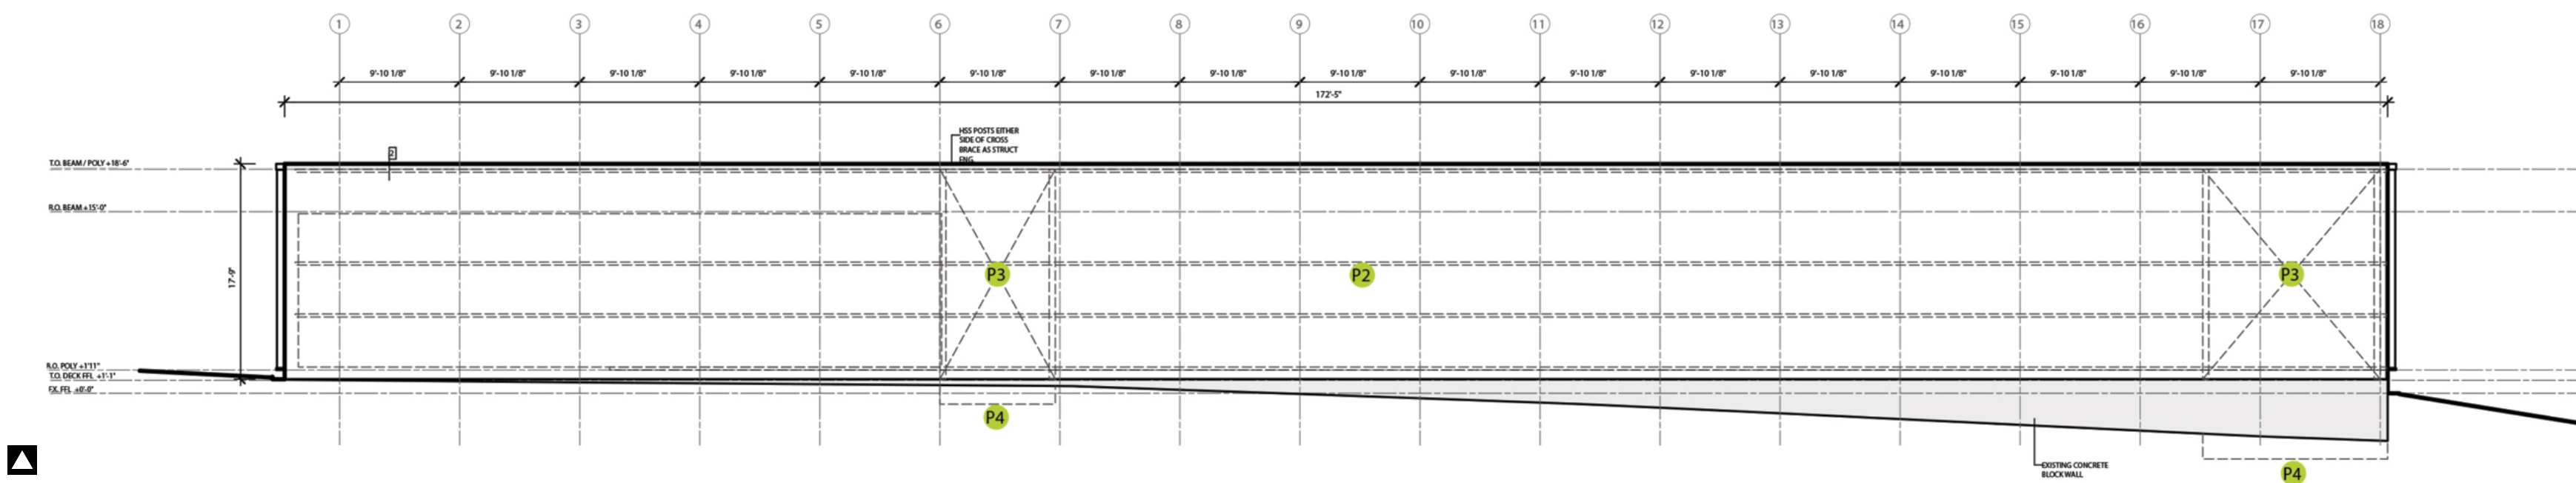 1 2 3 4 5 6 7 8 9 10 11 12 13 14 15 16 17 18
9'-10 1/8" 9'-10 1/8" 9'-10 1/8" 9'-10 1/8" 9'-10 1/8" 9'-10 1/8" 9'-10 1/8" 9'-10 1/8" 9'-10 1/8" 9'-10 1/8" 9'-10 1/8" 9'-10 1/8" 9'-10 1/8" 9'-10 1/8" 9'-10 1/8" 9'-10 1/8" 9'-10 1/8"
172'-5"
HSS POSTS EITHER
SIDE OF CROSS
BRACE AS STRUCT
ENG.
2
T.O. BEAM / POLY +18'-6"
R.O. BEAM +15'-0"
17'-9"
P3 P2 P3
R.O. POLY +1'11"
T.O. DECK FFL +1'-1"
F.X. FFL +0'-0"
P4
EXISTING CONCRETE
BLOCK WALL
P4